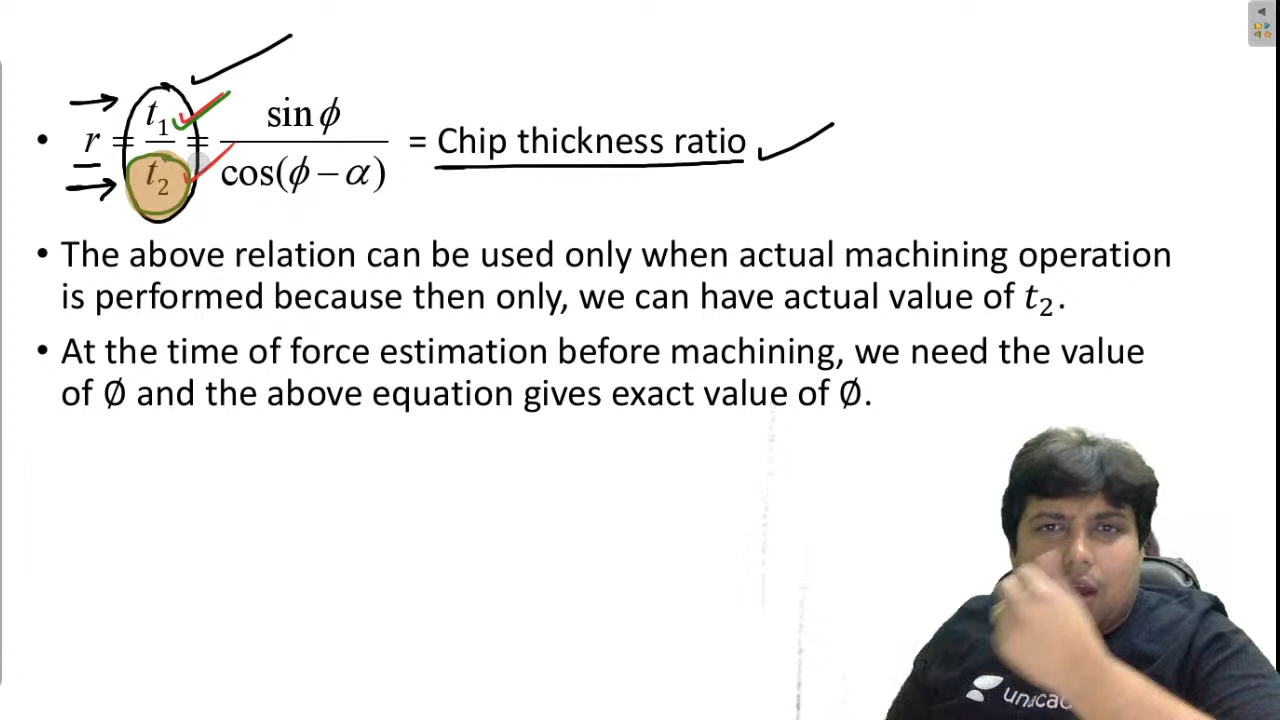 • r = t₁/t₂ = sin ϕ / cos(ϕ − α) = Chip thickness ratio
• The above relation can be used only when actual machining operation
is performed because then only, we can have actual value of t₂.
• At the time of force estimation before machining, we need the value
of Ø and the above equation gives exact value of Ø.